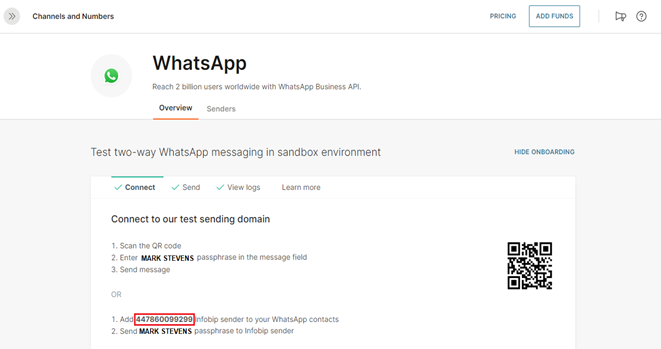 Channels and Numbers
PRICING
ADD FUNDS
WhatsApp
Reach 2 billion users worldwide with WhatsApp Business API.
Overview
Senders
Test two-way WhatsApp messaging in sandbox environment
HIDE ONBOARDING
Connect
Send
View logs
Learn more
Connect to our test sending domain
1. Scan the QR code
2. Enter MARK STEVENS passphrase in the message field
3. Send message
OR
1. Add 447860099299 Infobip sender to your WhatsApp contacts
2. Send MARK STEVENS passphrase to Infobip sender